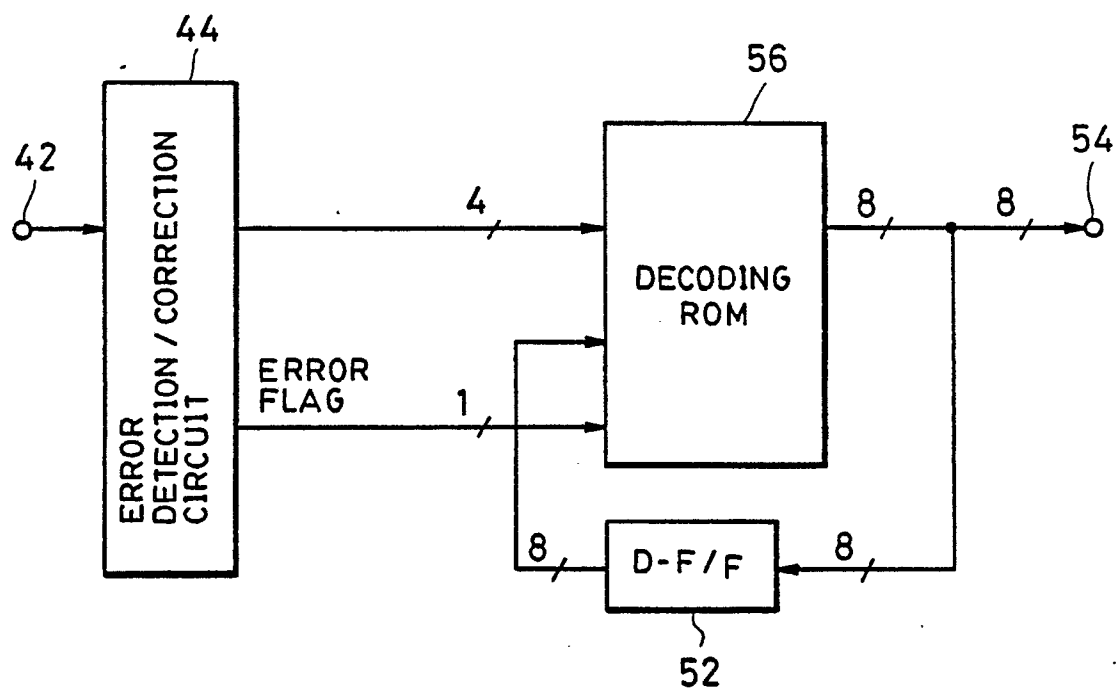 44
56
42
54
4
8
8
ERROR
DETECTION / CORRECTION
CIRCUIT
DECODING
ROM
ERROR
FLAG
1
8
D-F/F
8
52